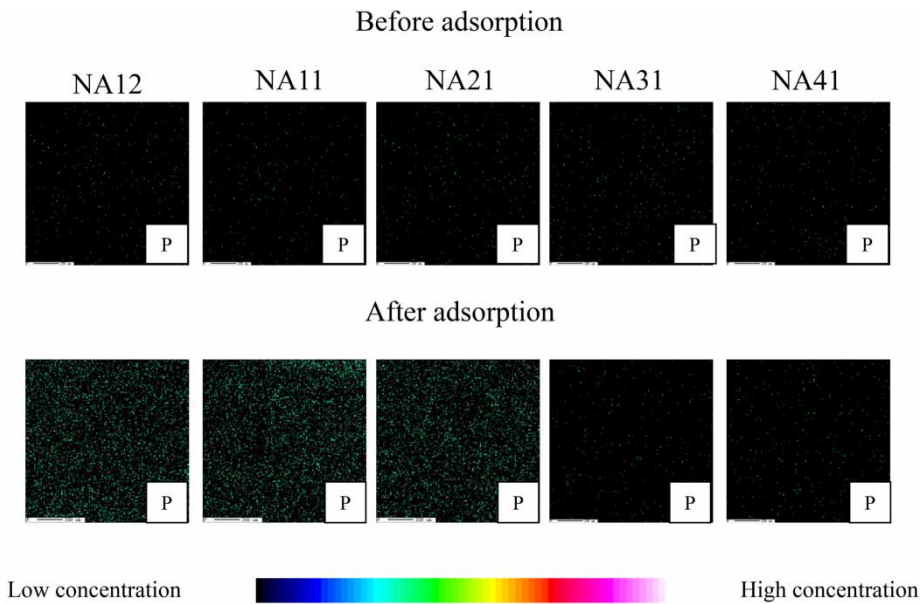 Before adsorption
NA12 NA11 NA21 NA31 NA41
P P P P P
After adsorption
P P P P P
Low concentration High concentration